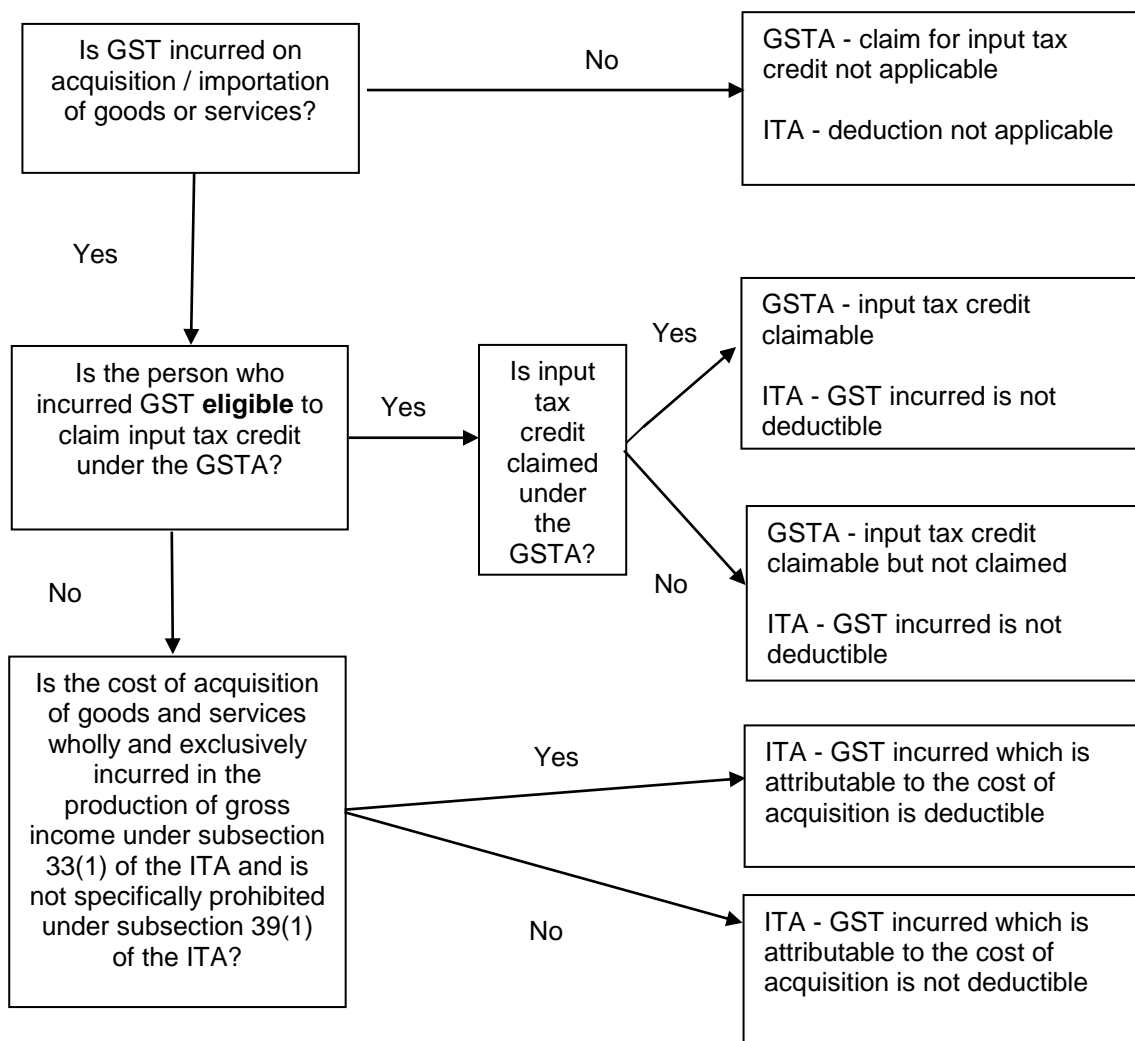 Is GST incurred on
acquisition / importation
of goods or services?
No
GSTA - claim for input tax
credit not applicable
ITA - deduction not applicable
Yes
Is the person who
incurred GST eligible to
claim input tax credit
under the GSTA?
Yes
Is input
tax
credit
claimed
under
the
GSTA?
Yes
GSTA - input tax credit
claimable
ITA - GST incurred is not
deductible
No
GSTA - input tax credit
claimable but not claimed
ITA - GST incurred is not
deductible
No
Is the cost of acquisition
of goods and services
wholly and exclusively
incurred in the
production of gross
income under subsection
33(1) of the ITA and is
not specifically prohibited
under subsection 39(1)
of the ITA?
Yes
ITA - GST incurred which is
attributable to the cost of
acquisition is deductible
No
ITA - GST incurred which is
attributable to the cost of
acquisition is not deductible